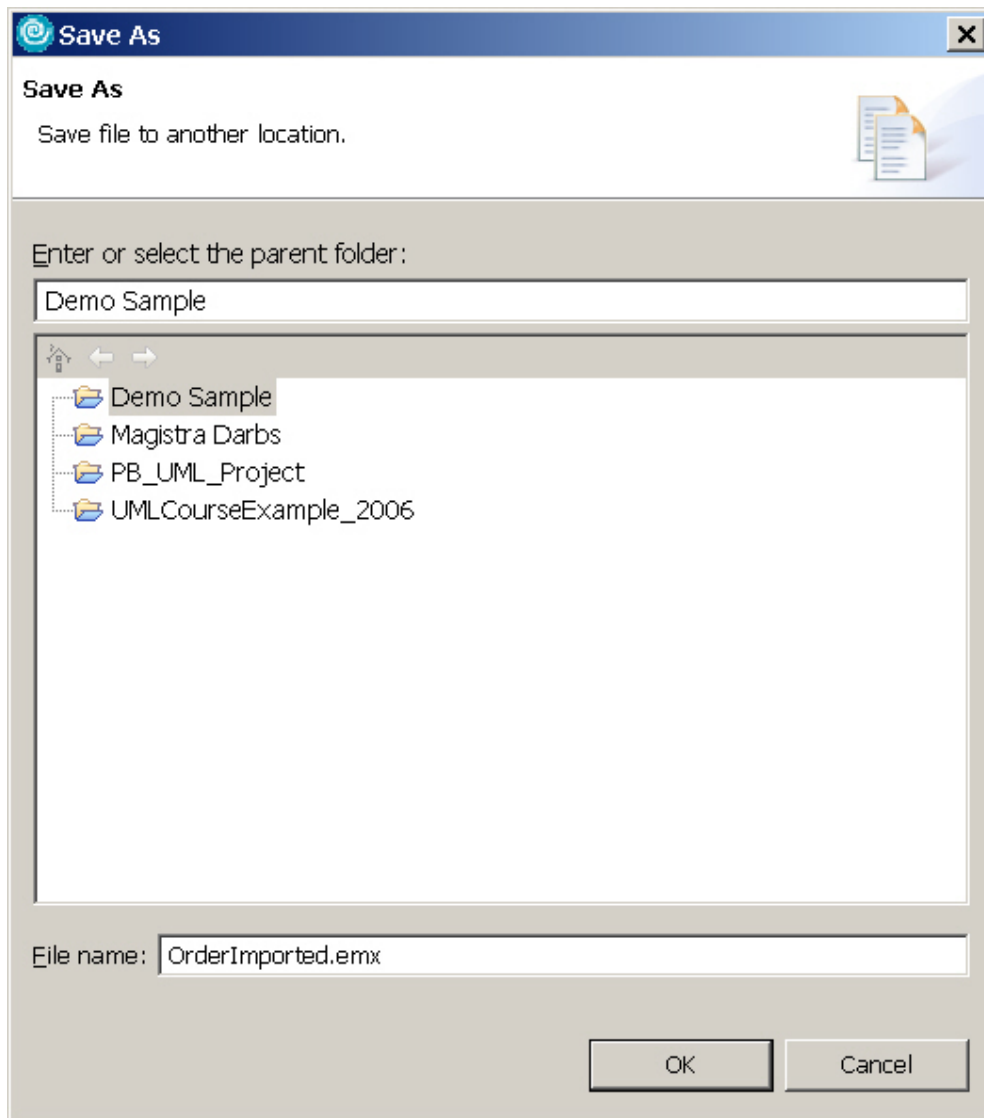 Save As
Save As
Save file to another location.
Enter or select the parent folder:
Demo Sample
Demo Sample
Magistra Darbs
PB_UML_Project
UMLCourseExample_2006
File name: OrderImported.emx
OK Cancel